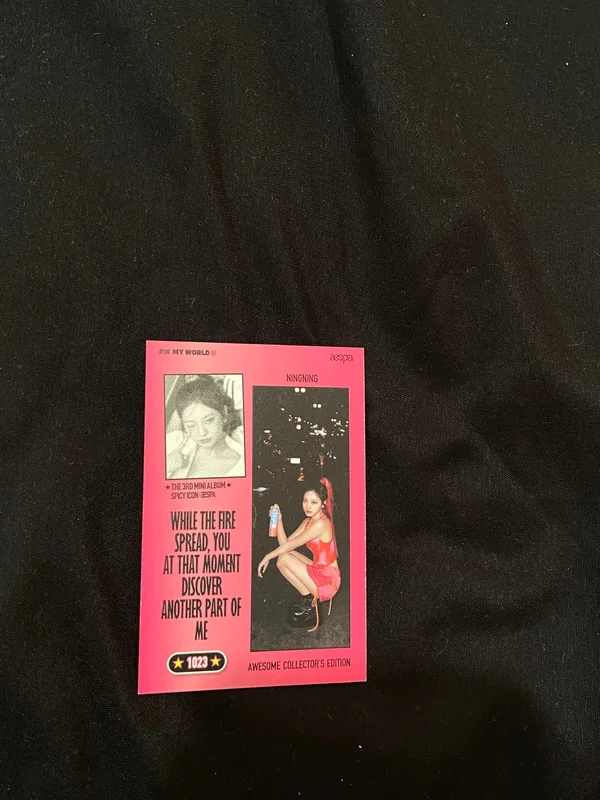 MY WORLD
aespa
NINGNING
★ THE 3RD MINI ALBUM ★
SPICY ICON-æSPA
WHILE THE FIRE
SPREAD, YOU
AT THAT MOMENT
DISCOVER
ANOTHER PART OF
ME
★ 1023 ★
AWESOME COLLECTOR'S EDITION